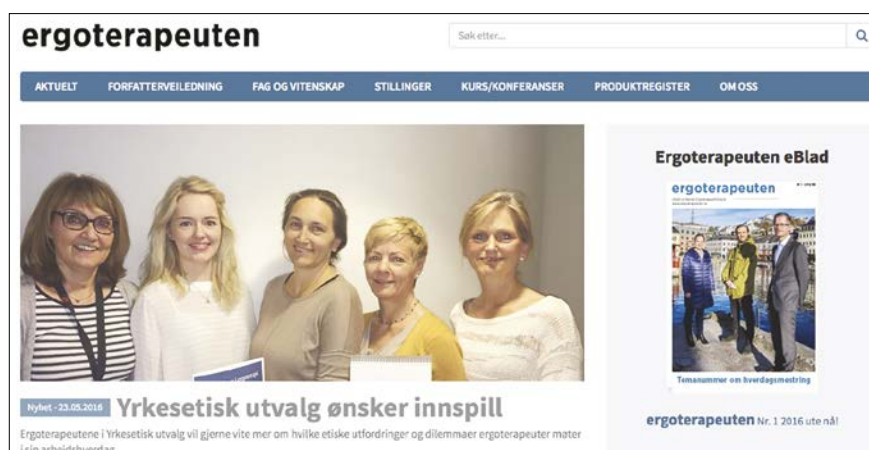 ergoterapeuten
Søk etter...
AKTUELT FORFATTERVEILEDNING FAG OG VITENSKAP STILLINGER KURS/KONFERANSER PRODUKTREGISTER OM OSS
Ergoterapeuten eBlad
ergoterapeuten
Temanummer om hverdagsmestring
ergoterapeuten Nr. 1 2016 ute nå!
Nyhet - 23.05.2016 Yrkesetisk utvalg ønsker innspill
Ergoterapeutene i Yrkesetisk utvalg vil gjerne vite mer om hvilke etiske utfordringer og dilemmaer ergoterapeuter møter
i sin arbeidshverdag.